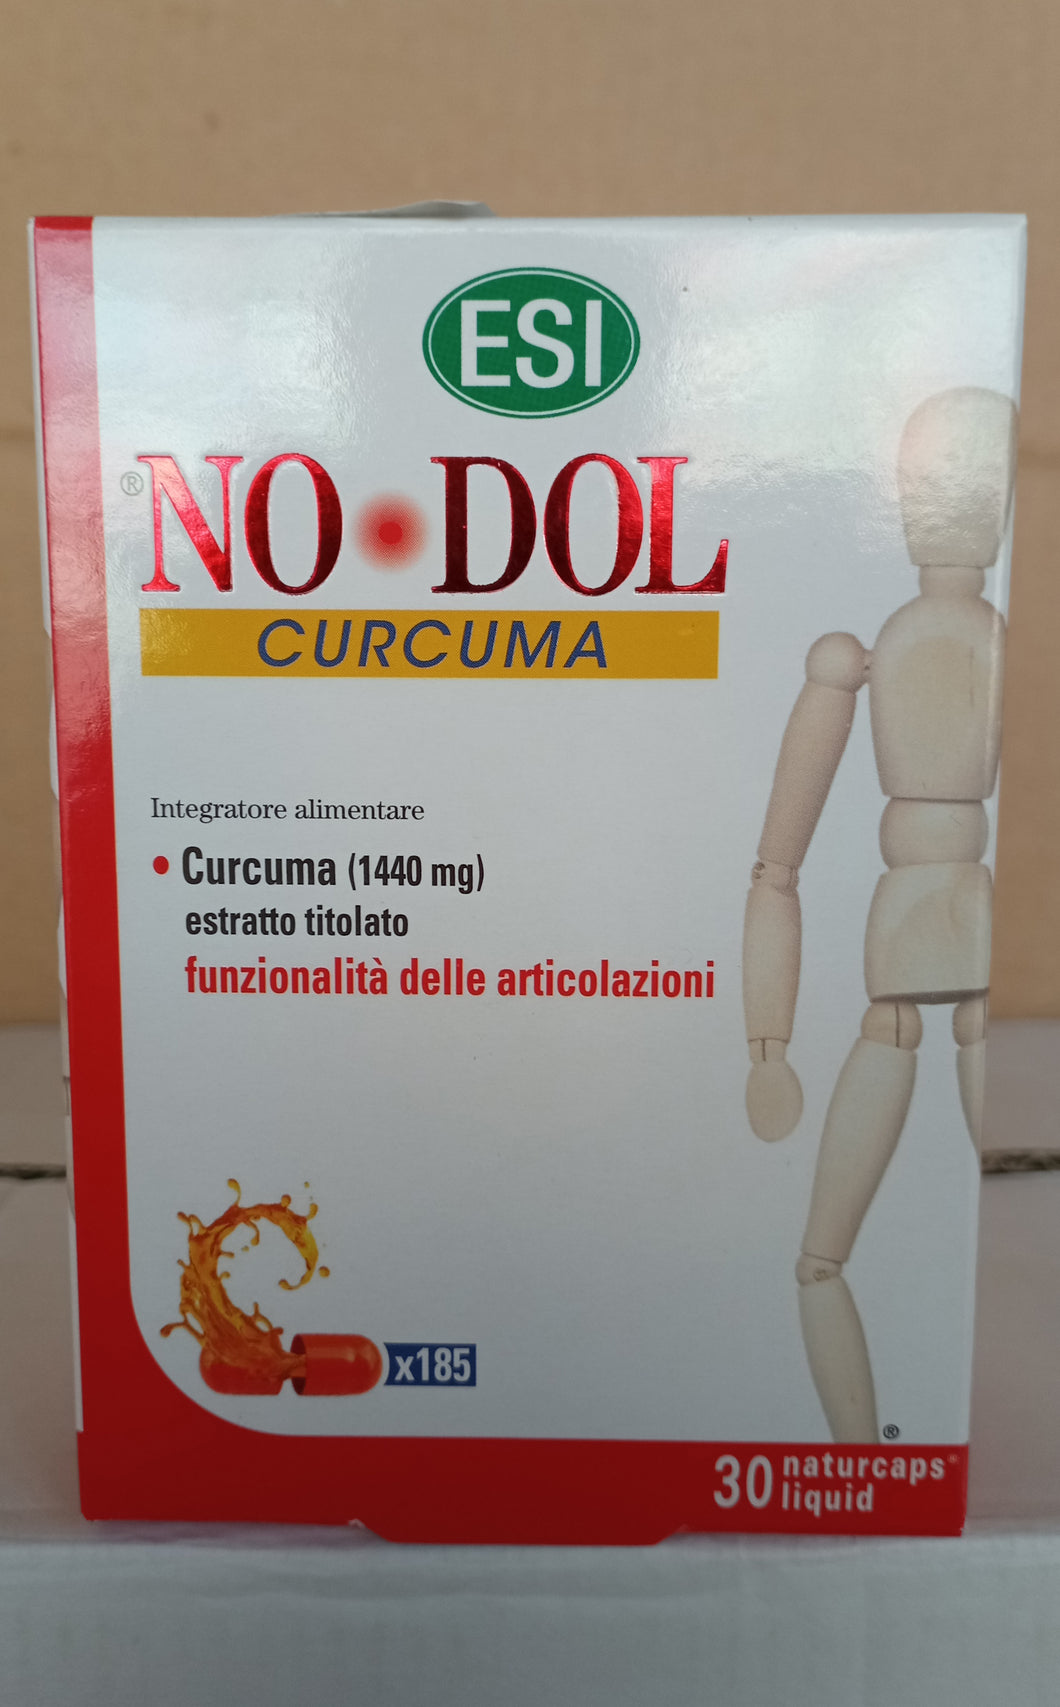 ESI
®NO•DOL
CURCUMA
Integratore alimentare
• Curcuma (1440 mg)
estratto titolato
funzionalità delle articolazioni
x185
®
30 naturcaps®
liquid